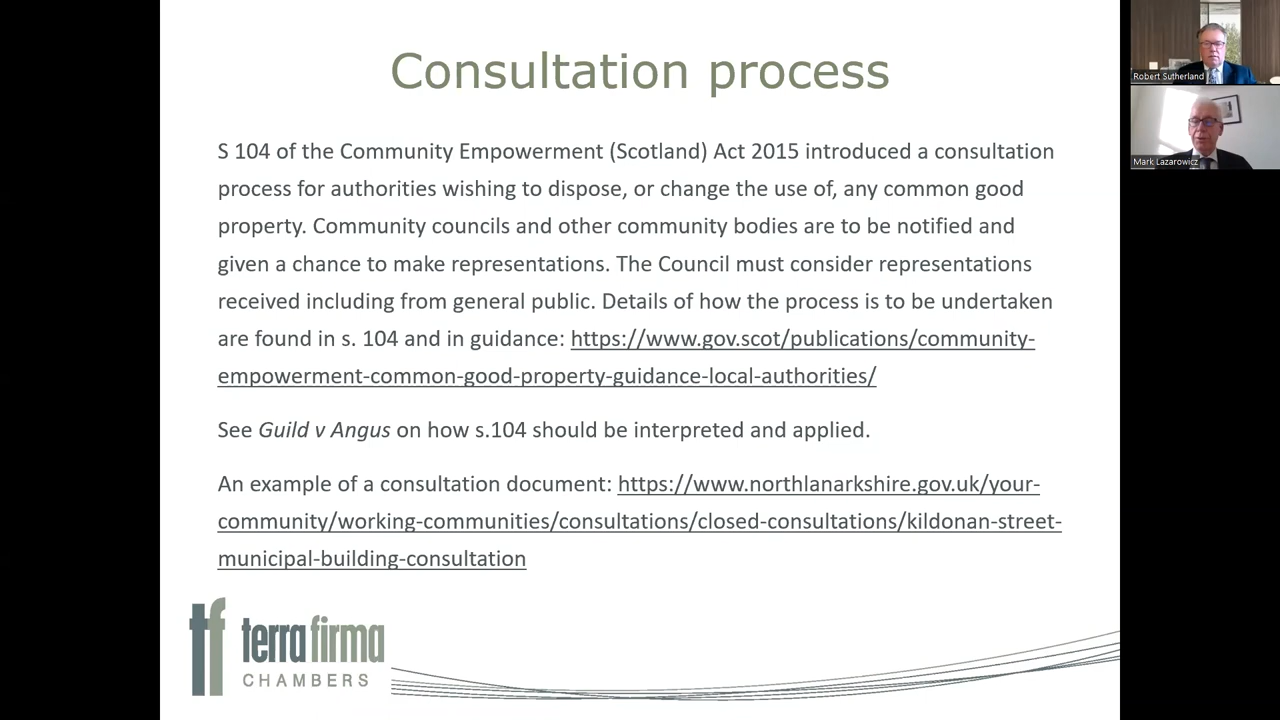 Consultation process
S 104 of the Community Empowerment (Scotland) Act 2015 introduced a consultation
process for authorities wishing to dispose, or change the use of, any common good
property. Community councils and other community bodies are to be notified and
given a chance to make representations. The Council must consider representations
received including from general public. Details of how the process is to be undertaken
are found in s. 104 and in guidance: https://www.gov.scot/publications/community-
empowerment-common-good-property-guidance-local-authorities/
See Guild v Angus on how s.104 should be interpreted and applied.
An example of a consultation document: https://www.northlanarkshire.gov.uk/your-
community/working-communities/consultations/closed-consultations/kildonan-street-
municipal-building-consultation
tf terra firma
CHAMBERS
Robert Sutherland
Mark Lazarowicz